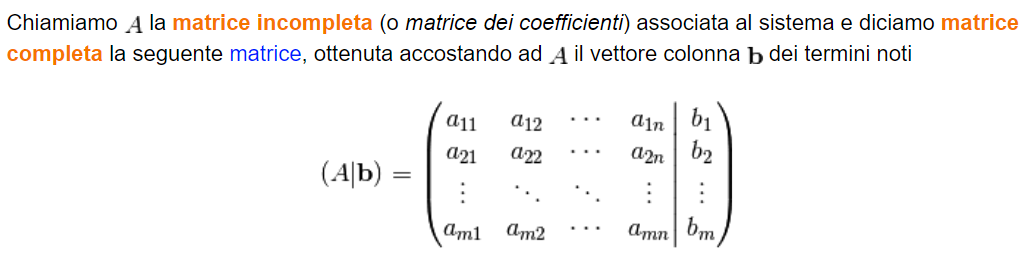 Chiamiamo A la matrice incompleta (o matrice dei coefficienti) associata al sistema e diciamo matrice
completa la seguente matrice, ottenuta accostando ad A il vettore colonna b dei termini noti
a₁₁ a₁₂ ⋯ a₁ₙ | b₁
a₂₁ a₂₂ ⋯ a₂ₙ | b₂
(A|b) =
⋮ ⋱ ⋱ ⋮ | ⋮
aₘ₁ aₘ₂ ⋯ aₘₙ | bₘ